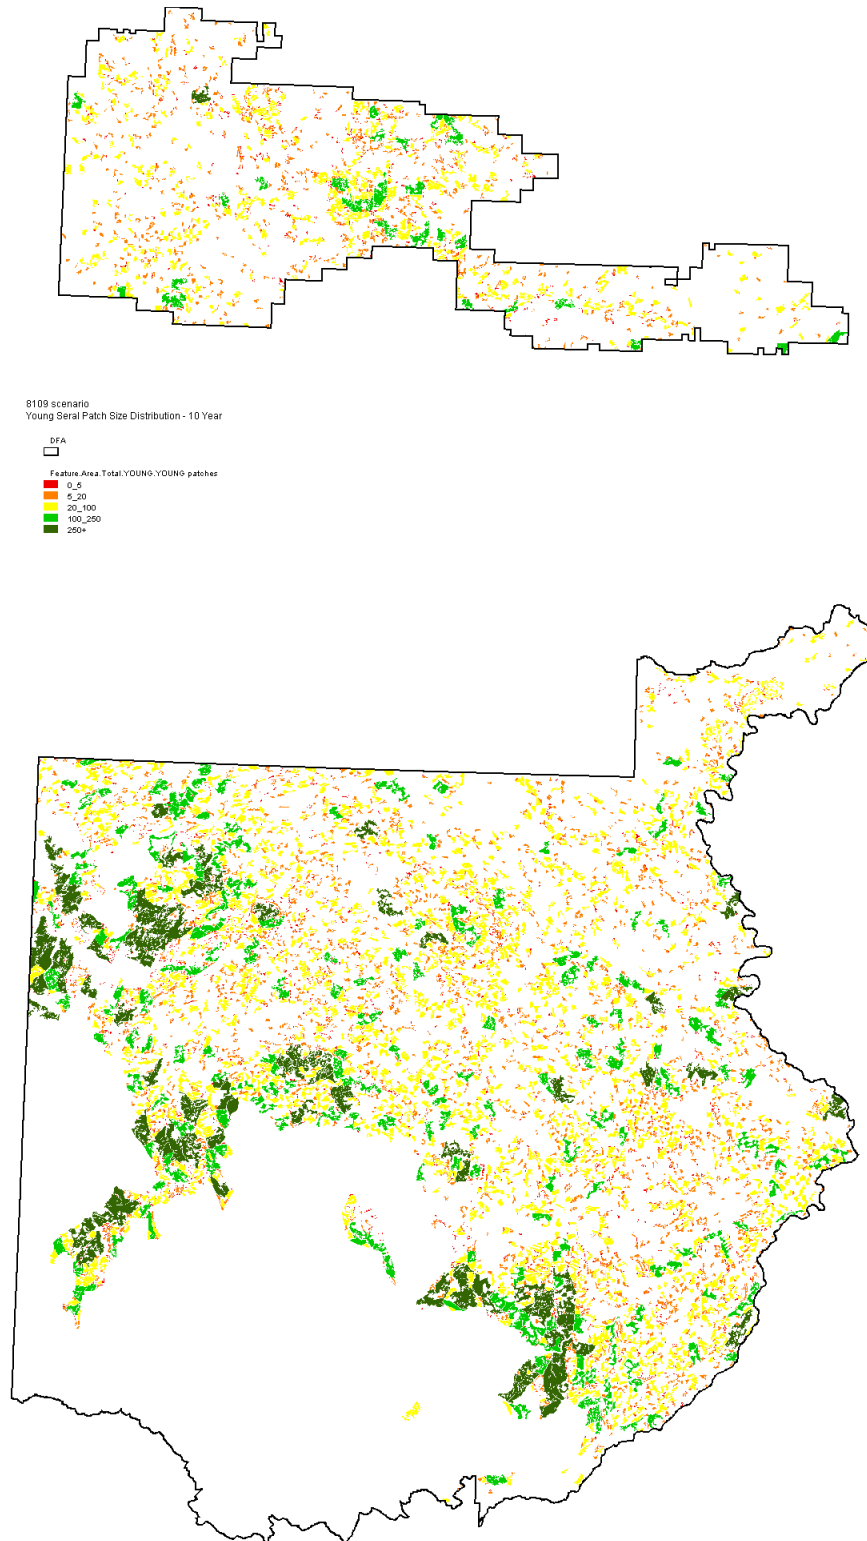 8109 scenario
Young Seral Patch Size Distribution - 10 Year
DFA
Feature.Area.Total.YOUNG.YOUNG patches
0_5
5_20
20_100
100_250
250+